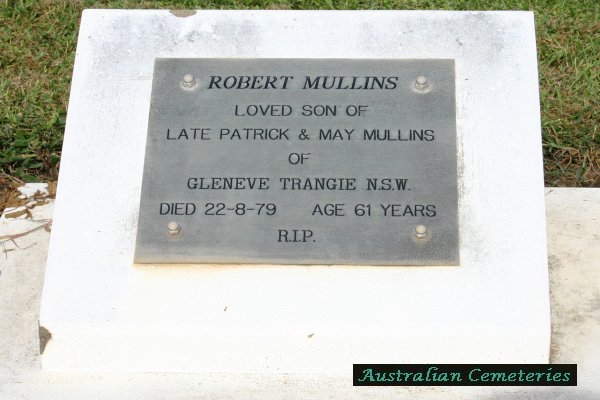 ROBERT MULLINS
LOVED SON OF
LATE PATRICK & MAY MULLINS
OF
GLENEVE TRANGIE N.S.W.
DIED 22-8-79 AGE 61 YEARS
R.I.P.
Australian Cemeteries